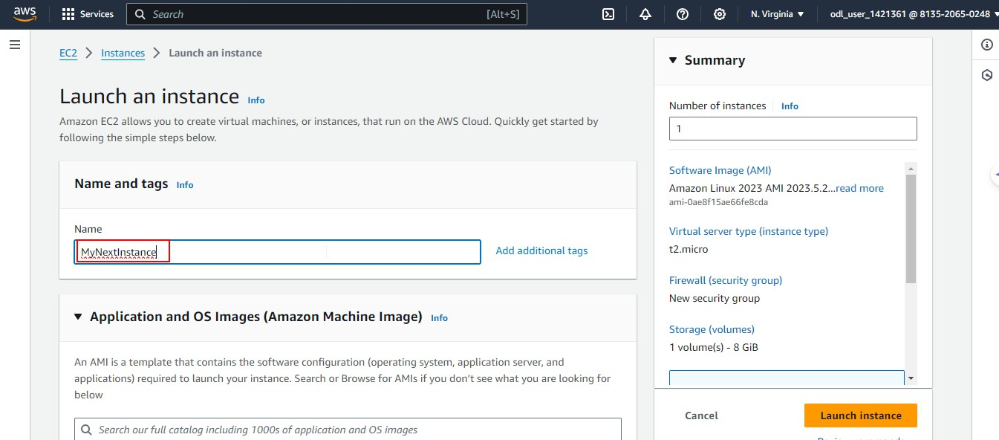 aws
Services
Search
[Alt+S]
N. Virginia
odl_user_1421361 @ 8135-2065-0248
EC2
Instances
Launch an instance
Launch an instance Info
Amazon EC2 allows you to create virtual machines, or instances, that run on the AWS Cloud. Quickly get started by
following the simple steps below.
Name and tags Info
Name
MyNextInstance
Add additional tags
Application and OS Images (Amazon Machine Image) Info
An AMI is a template that contains the software configuration (operating system, application server, and
applications) required to launch your instance. Search or Browse for AMIs if you don’t see what you are looking for
below
Search our full catalog including 1000s of application and OS images
Summary
Number of instances Info
1
Software Image (AMI)
Amazon Linux 2023 AMI 2023.5.2...read more
ami-0ae8f15ae66fe8cda
Virtual server type (instance type)
t2.micro
Firewall (security group)
New security group
Storage (volumes)
1 volume(s) - 8 GiB
Cancel
Launch instance